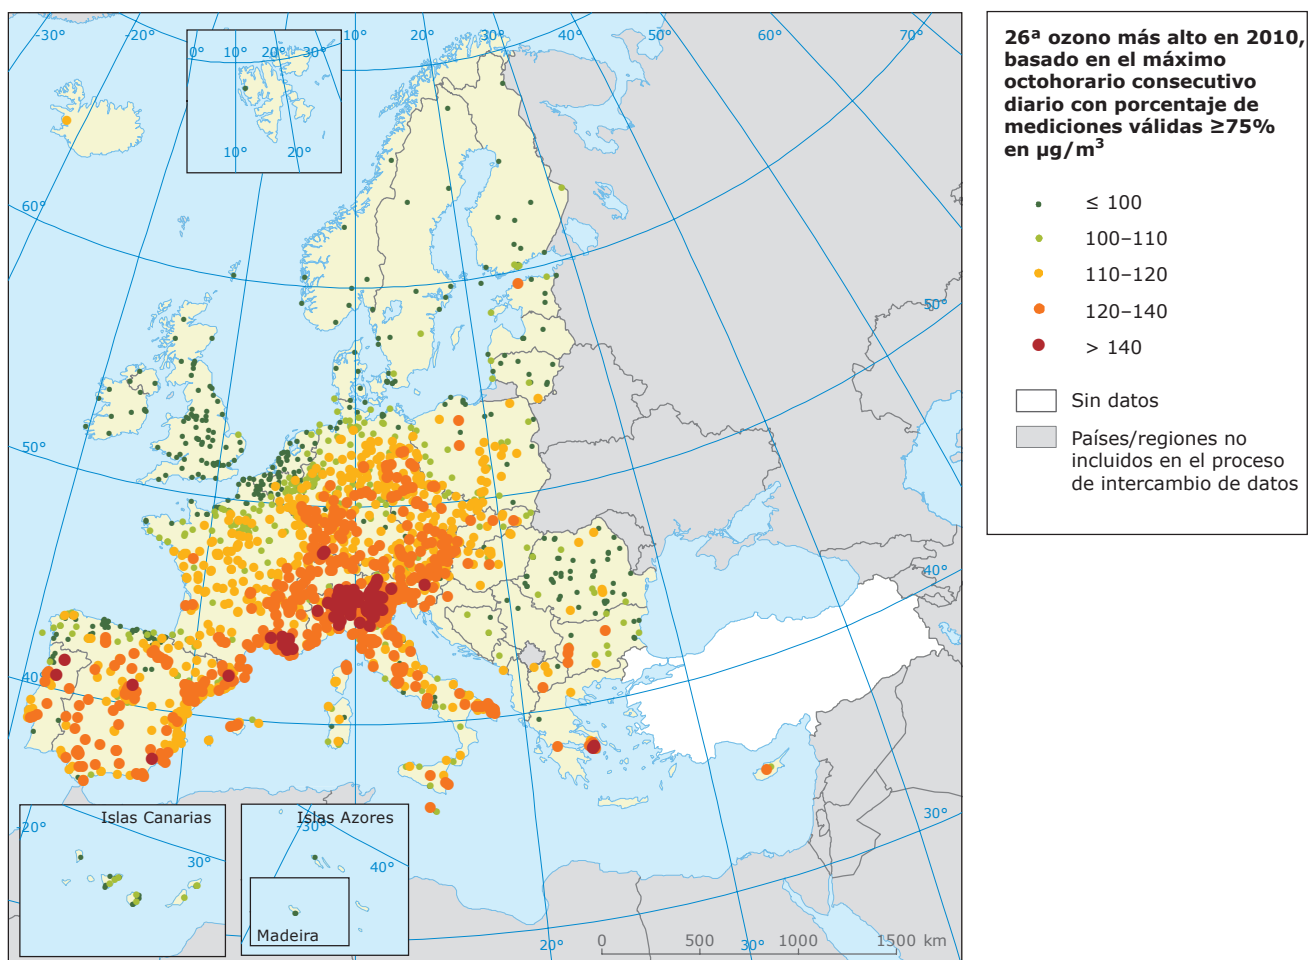 -30°
-20°
-10°
0°
10°
20°
30°
40°
50°
60°
70°
0°
10°
20°
30°
10°
20°
60°
50°
40°
50°
40°
30°
20°
30°
Islas Canarias
-20°
30°
Islas Azores
-30°
40°
Madeira
0
500
1000
1500 km
26ª ozono más alto en 2010,
basado en el máximo
octohorario consecutivo
diario con porcentaje de
mediciones válidas ≥75%
en µg/m³
≤ 100
100–110
110–120
120–140
> 140
Sin datos
Países/regiones no
incluidos en el proceso
de intercambio de datos